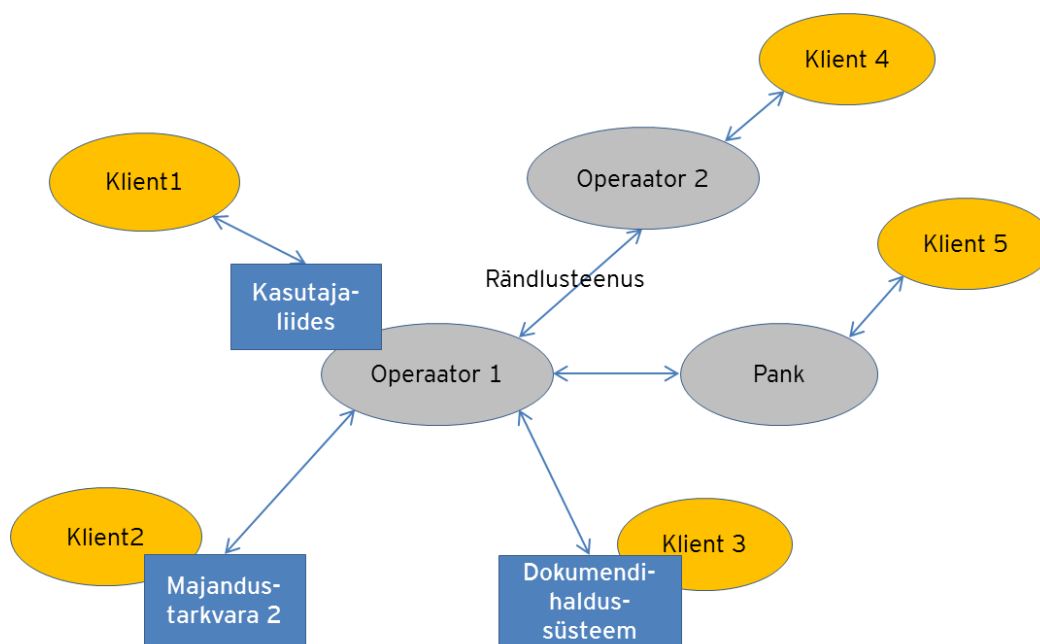 Klient 4
Operaator 2
Klient1
Klient 5
Rändlusteenus
Kasutaja-
liides
Operaator 1
Pank
Klient2
Klient 3
Majandus-
tarkvara 2
Dokumendi-
haldus-
süsteem